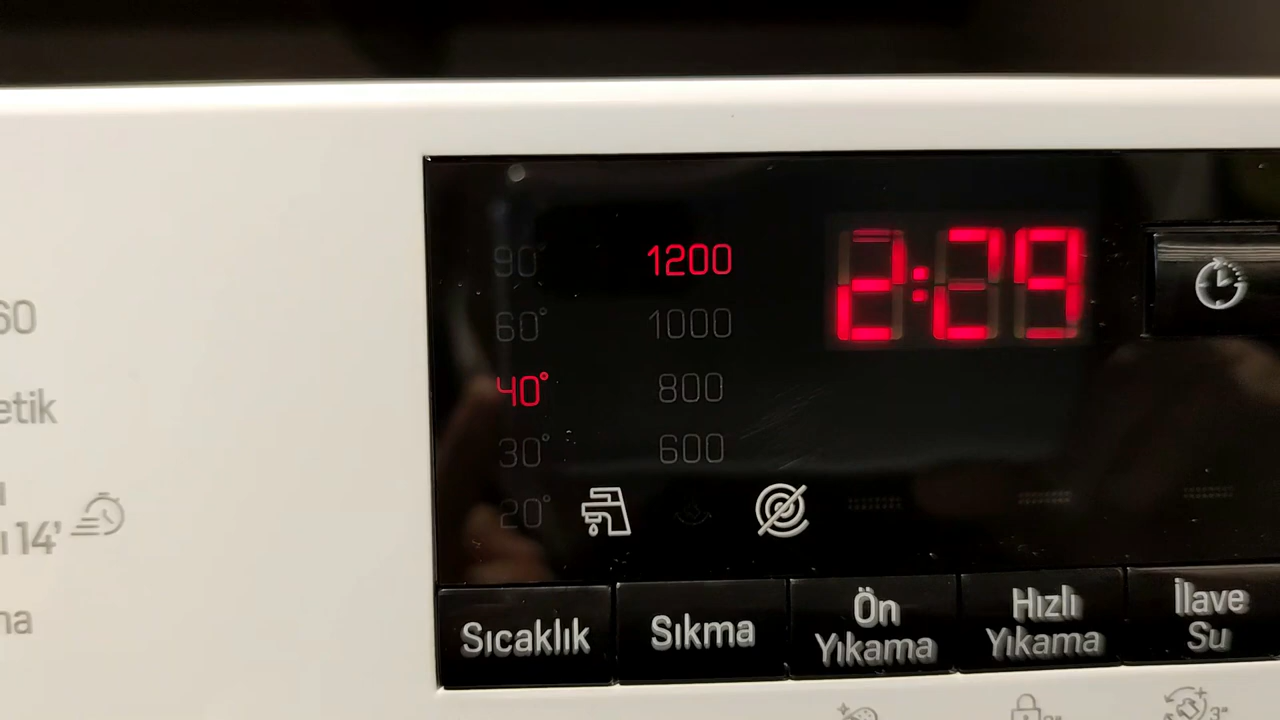 60
etik
ı 14'
90°
60°
40°
30°
20°
1200
1000
800
600
2:29
Sıcaklık
Sıkma
Ön
Yıkama
Hızlı
Yıkama
İlave
Su
3"